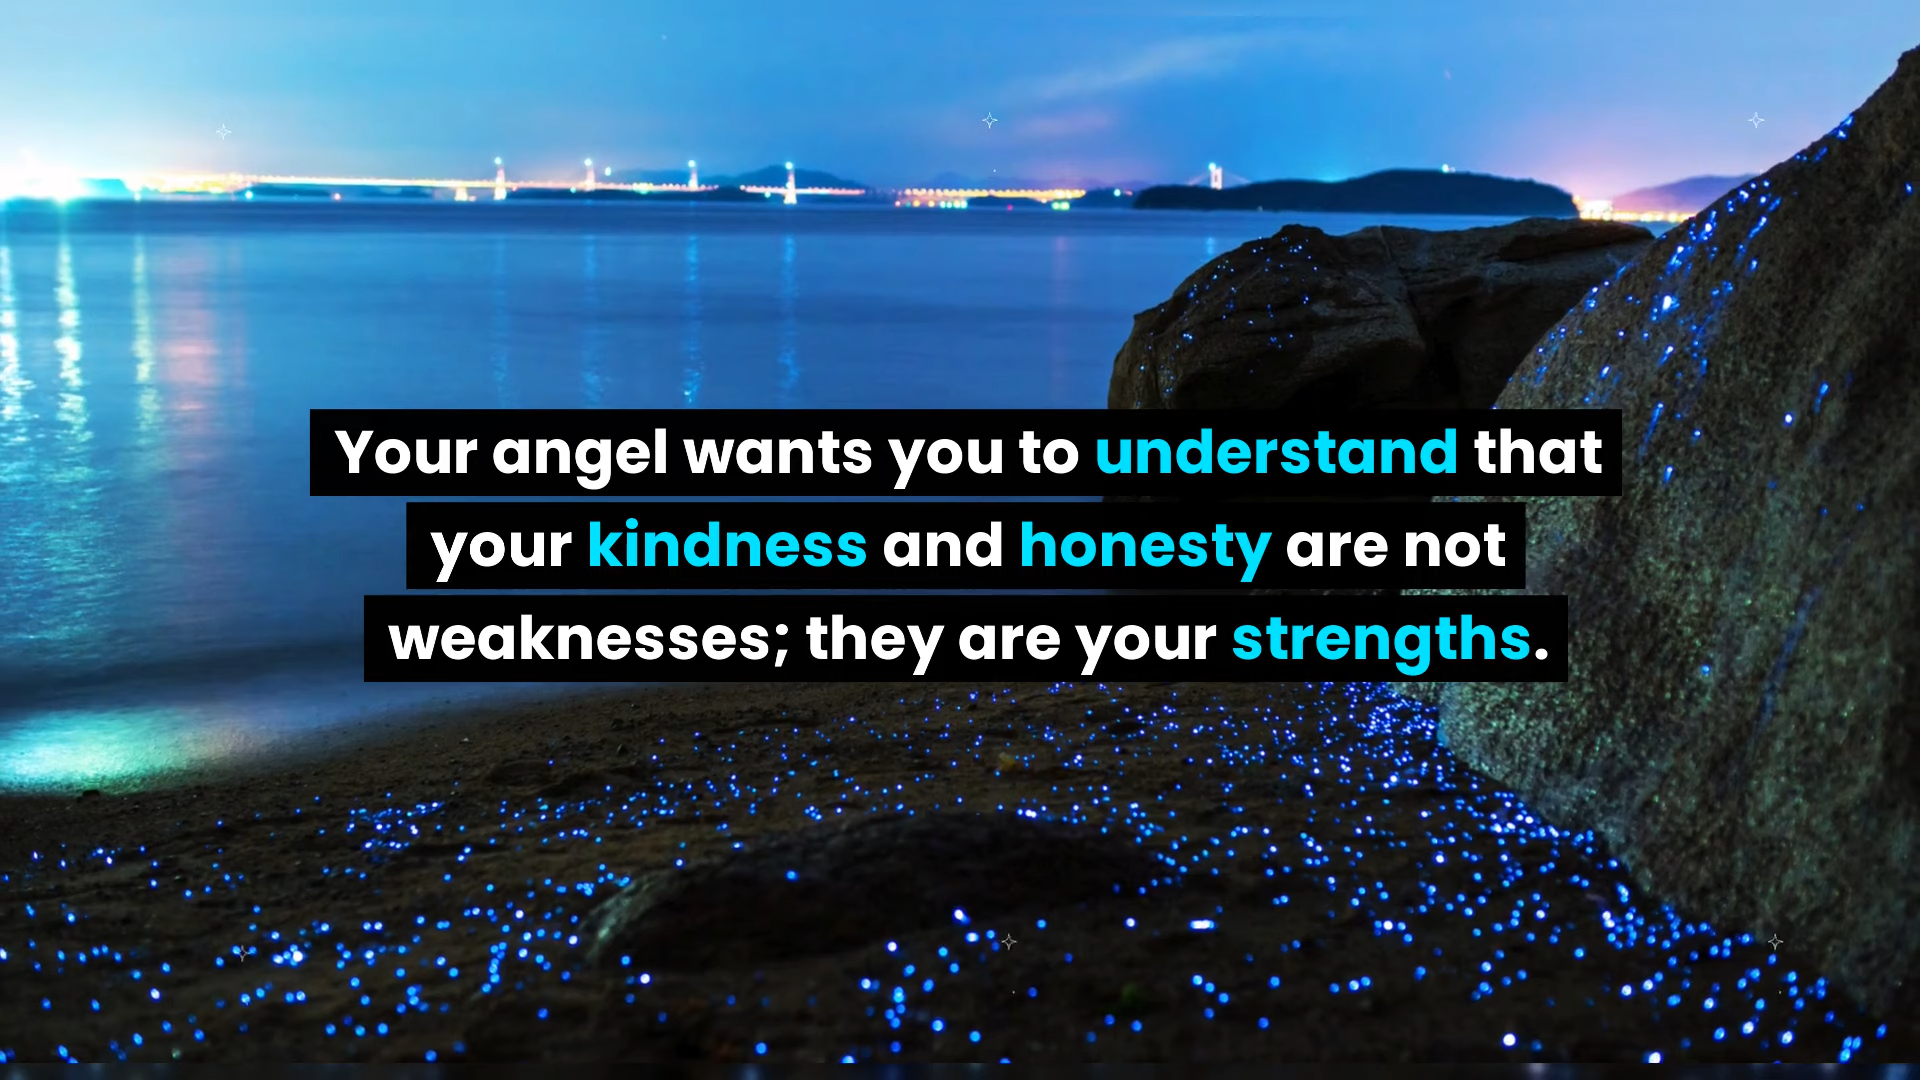 Your angel wants you to understand that
your kindness and honesty are not
weaknesses; they are your strengths.